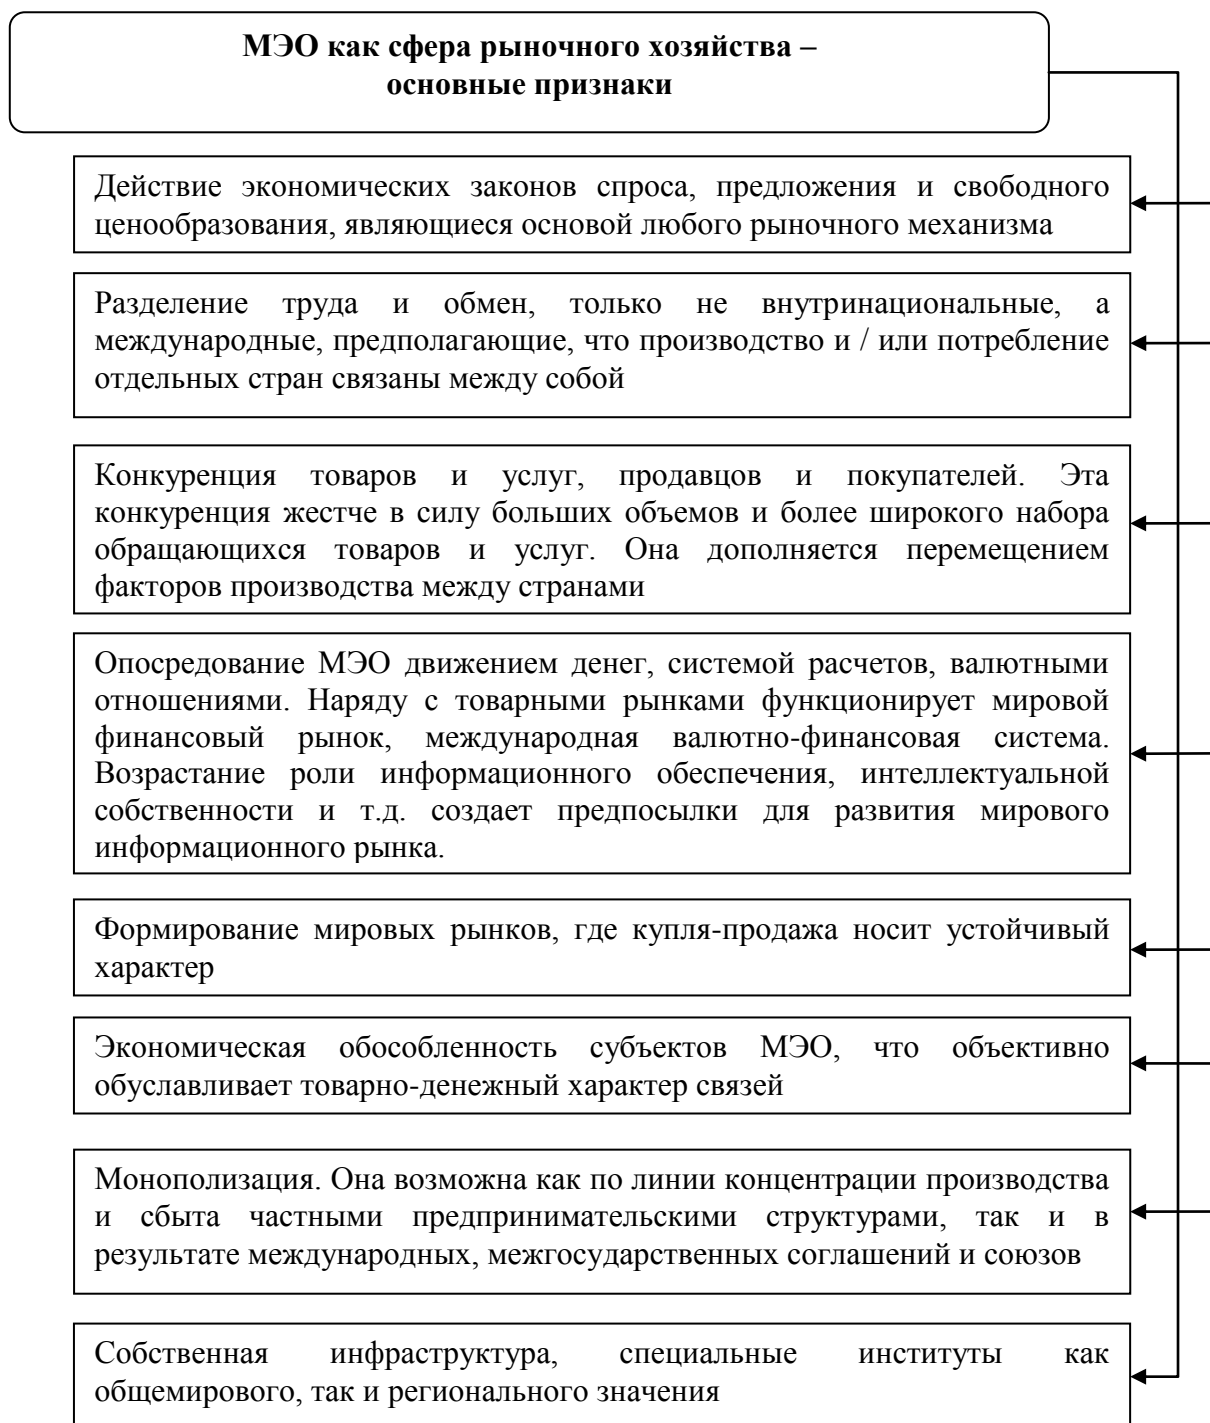 МЭО как сфера рыночного хозяйства –
основные признаки
Действие экономических законов спроса, предложения и свободного
ценообразования, являющиеся основой любого рыночного механизма
Разделение труда и обмен, только не внутринациональные, а
международные, предполагающие, что производство и / или потребление
отдельных стран связаны между собой
Конкуренция товаров и услуг, продавцов и покупателей. Эта
конкуренция жестче в силу больших объемов и более широкого набора
обращающихся товаров и услуг. Она дополняется перемещением
факторов производства между странами
Опосредование МЭО движением денег, системой расчетов, валютными
отношениями. Наряду с товарными рынками функционирует мировой
финансовый рынок, международная валютно-финансовая система.
Возрастание роли информационного обеспечения, интеллектуальной
собственности и т.д. создает предпосылки для развития мирового
информационного рынка.
Формирование мировых рынков, где купля-продажа носит устойчивый
характер
Экономическая обособленность субъектов МЭО, что объективно
обуславливает товарно-денежный характер связей
Монополизация. Она возможна как по линии концентрации производства
и сбыта частными предпринимательскими структурами, так и в
результате международных, межгосударственных соглашений и союзов
Собственная инфраструктура, специальные институты как
общемирового, так и регионального значения